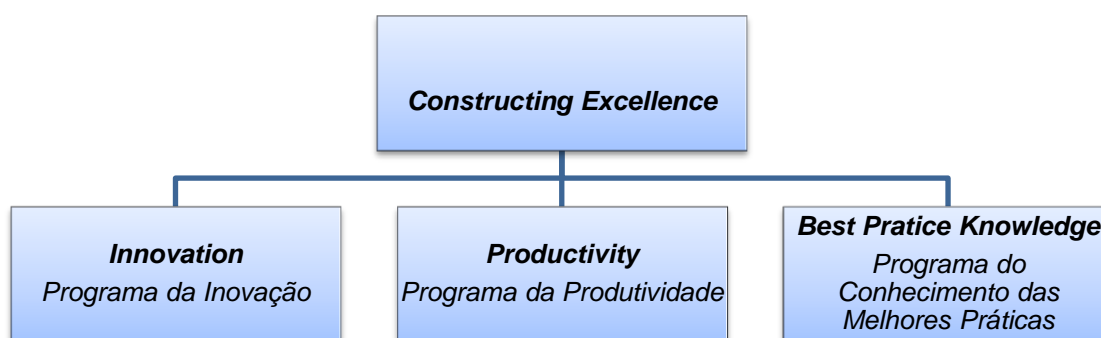 Constructing Excellence
Innovation
Programa da Inovação
Productivity
Programa da Produtividade
Best Pratice Knowledge
Programa do
Conhecimento das
Melhores Práticas